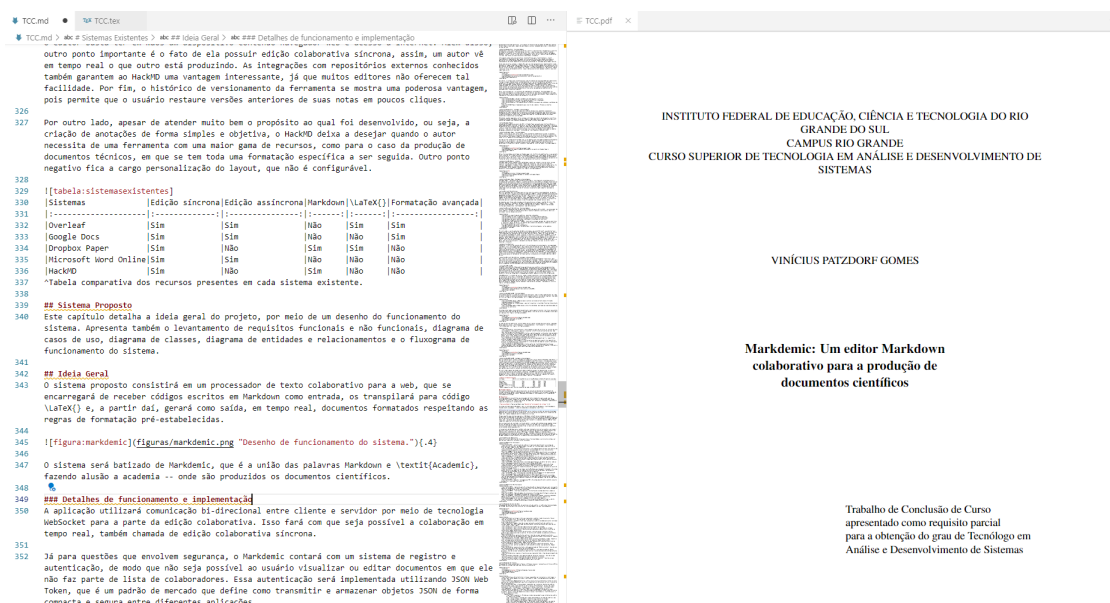 TCC.md
TCC.tex
TCC.md > # Sistemas Existentes > abc ## Ideia Geral > abc ### Detalhes de funcionamento e implementação
outro ponto importante é o fato de ela possuir edição colaborativa síncrona, assim, um autor vê
em tempo real o que outro está produzindo. As integrações com repositórios externos conhecidos
também garantem ao HackMD uma vantagem interessante, já que muitos editores não oferecem tal
facilidade. Por fim, o histórico de versionamento da ferramenta se mostra uma poderosa vantagem,
pois permite que o usuário restaure versões anteriores de suas notas em poucos cliques.
326
327 Por outro lado, apesar de atender muito bem o propósito ao qual foi desenvolvido, ou seja, a
criação de anotações de forma simples e objetiva, o HackMD deixa a desejar quando o autor
necessita de uma ferramenta com uma maior gama de recursos, como para o caso da produção de
documentos técnicos, em que se tem toda uma formatação específica a ser seguida. Outro ponto
negativo fica a cargo personalização do layout, que não é configurável.
328
329 ![tabela:sistemasexistentes]
330 |Sistemas |Edição síncrona|Edição assíncrona|Markdown|\LaTeX{}|Formatação avançada|
331 |:----------------------|:--------------:|:----------------:|:------:|:------:|:------------------:|
332 |Overleaf |Sim |Sim |Não |Sim |Sim |
333 |Google Docs |Sim |Sim |Não |Não |Sim |
334 |Dropbox Paper |Sim |Não |Sim |Sim |Não |
335 |Microsoft Word Online|Sim |Sim |Não |Não |Não |
336 |HackMD |Sim |Não |Sim |Não |Não |
337 ^Tabela comparativa dos recursos presentes em cada sistema existente.
338
339 ## Sistema Proposto
340 Este capítulo detalha a ideia geral do projeto, por meio de um desenho do funcionamento do
sistema. Apresenta também o levantamento de requisitos funcionais e não funcionais, diagrama de
casos de uso, diagrama de classes, diagrama de entidades e relacionamentos e o fluxograma de
funcionamento do sistema.
341
342 ## Ideia Geral
343 O sistema proposto consistirá em um processador de texto colaborativo para a web, que se
encarregará de receber códigos escritos em Markdown como entrada, os transpilará para código
\LaTeX{} e, a partir daí, gerará como saída, em tempo real, documentos formatados respeitando as
regras de formatação pré-estabelecidas.
344
345 ![figura:markdemic](figuras/markdemic.png "Desenho de funcionamento do sistema."){.4}
346
347 O sistema será batizado de Markdemic, que é a união das palavras Markdown e \textit{Academic},
fazendo alusão a academia -- onde são produzidos os documentos científicos.
348
349 ### Detalhes de funcionamento e implementação
350 A aplicação utilizará comunicação bi-direcional entre cliente e servidor por meio de tecnologia
WebSocket para a parte da edição colaborativa. Isso fará com que seja possível a colaboração em
tempo real, também chamada de edição colaborativa síncrona.
351
352 Já para questões que envolvem segurança, o Markdemic contará com um sistema de registro e
autenticação, de modo que não seja possível ao usuário visualizar ou editar documentos em que ele
não faz parte de lista de colaboradores. Essa autenticação será implementada utilizando JSON Web
Token, que é um padrão de mercado que define como transmitir e armazenar objetos JSON de forma
compacta e segura entre diferentes aplicações.
TCC.pdf
INSTITUTO FEDERAL DE EDUCAÇÃO, CIÊNCIA E TECNOLOGIA DO RIO
GRANDE DO SUL
CAMPUS RIO GRANDE
CURSO SUPERIOR DE TECNOLOGIA EM ANÁLISE E DESENVOLVIMENTO DE
SISTEMAS
VINÍCIUS PATZDORF GOMES
Markdemic: Um editor Markdown
colaborativo para a produção de
documentos científicos
Trabalho de Conclusão de Curso
apresentado como requisito parcial
para a obtenção do grau de Tecnólogo em
Análise e Desenvolvimento de Sistemas